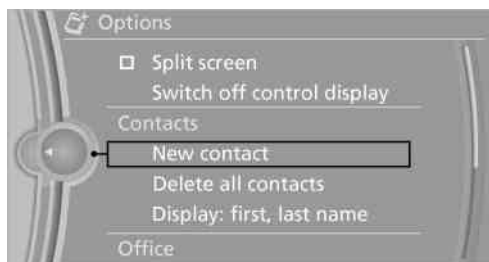 Options
Split screen
Switch off control display
Contacts
New contact
Delete all contacts
Display: first, last name
Office